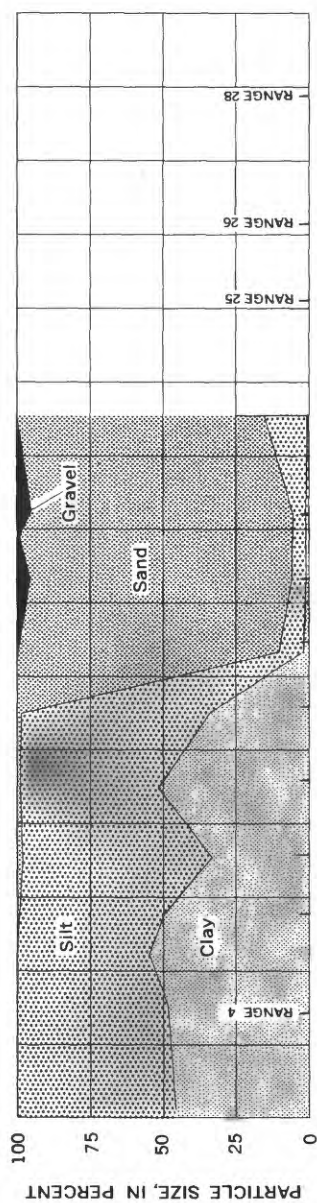 PARTICLE SIZE, IN PERCENT
100
75
50
25
0
Silt
Clay
Sand
Gravel
RANGE 4
RANGE 25
RANGE 26
RANGE 28